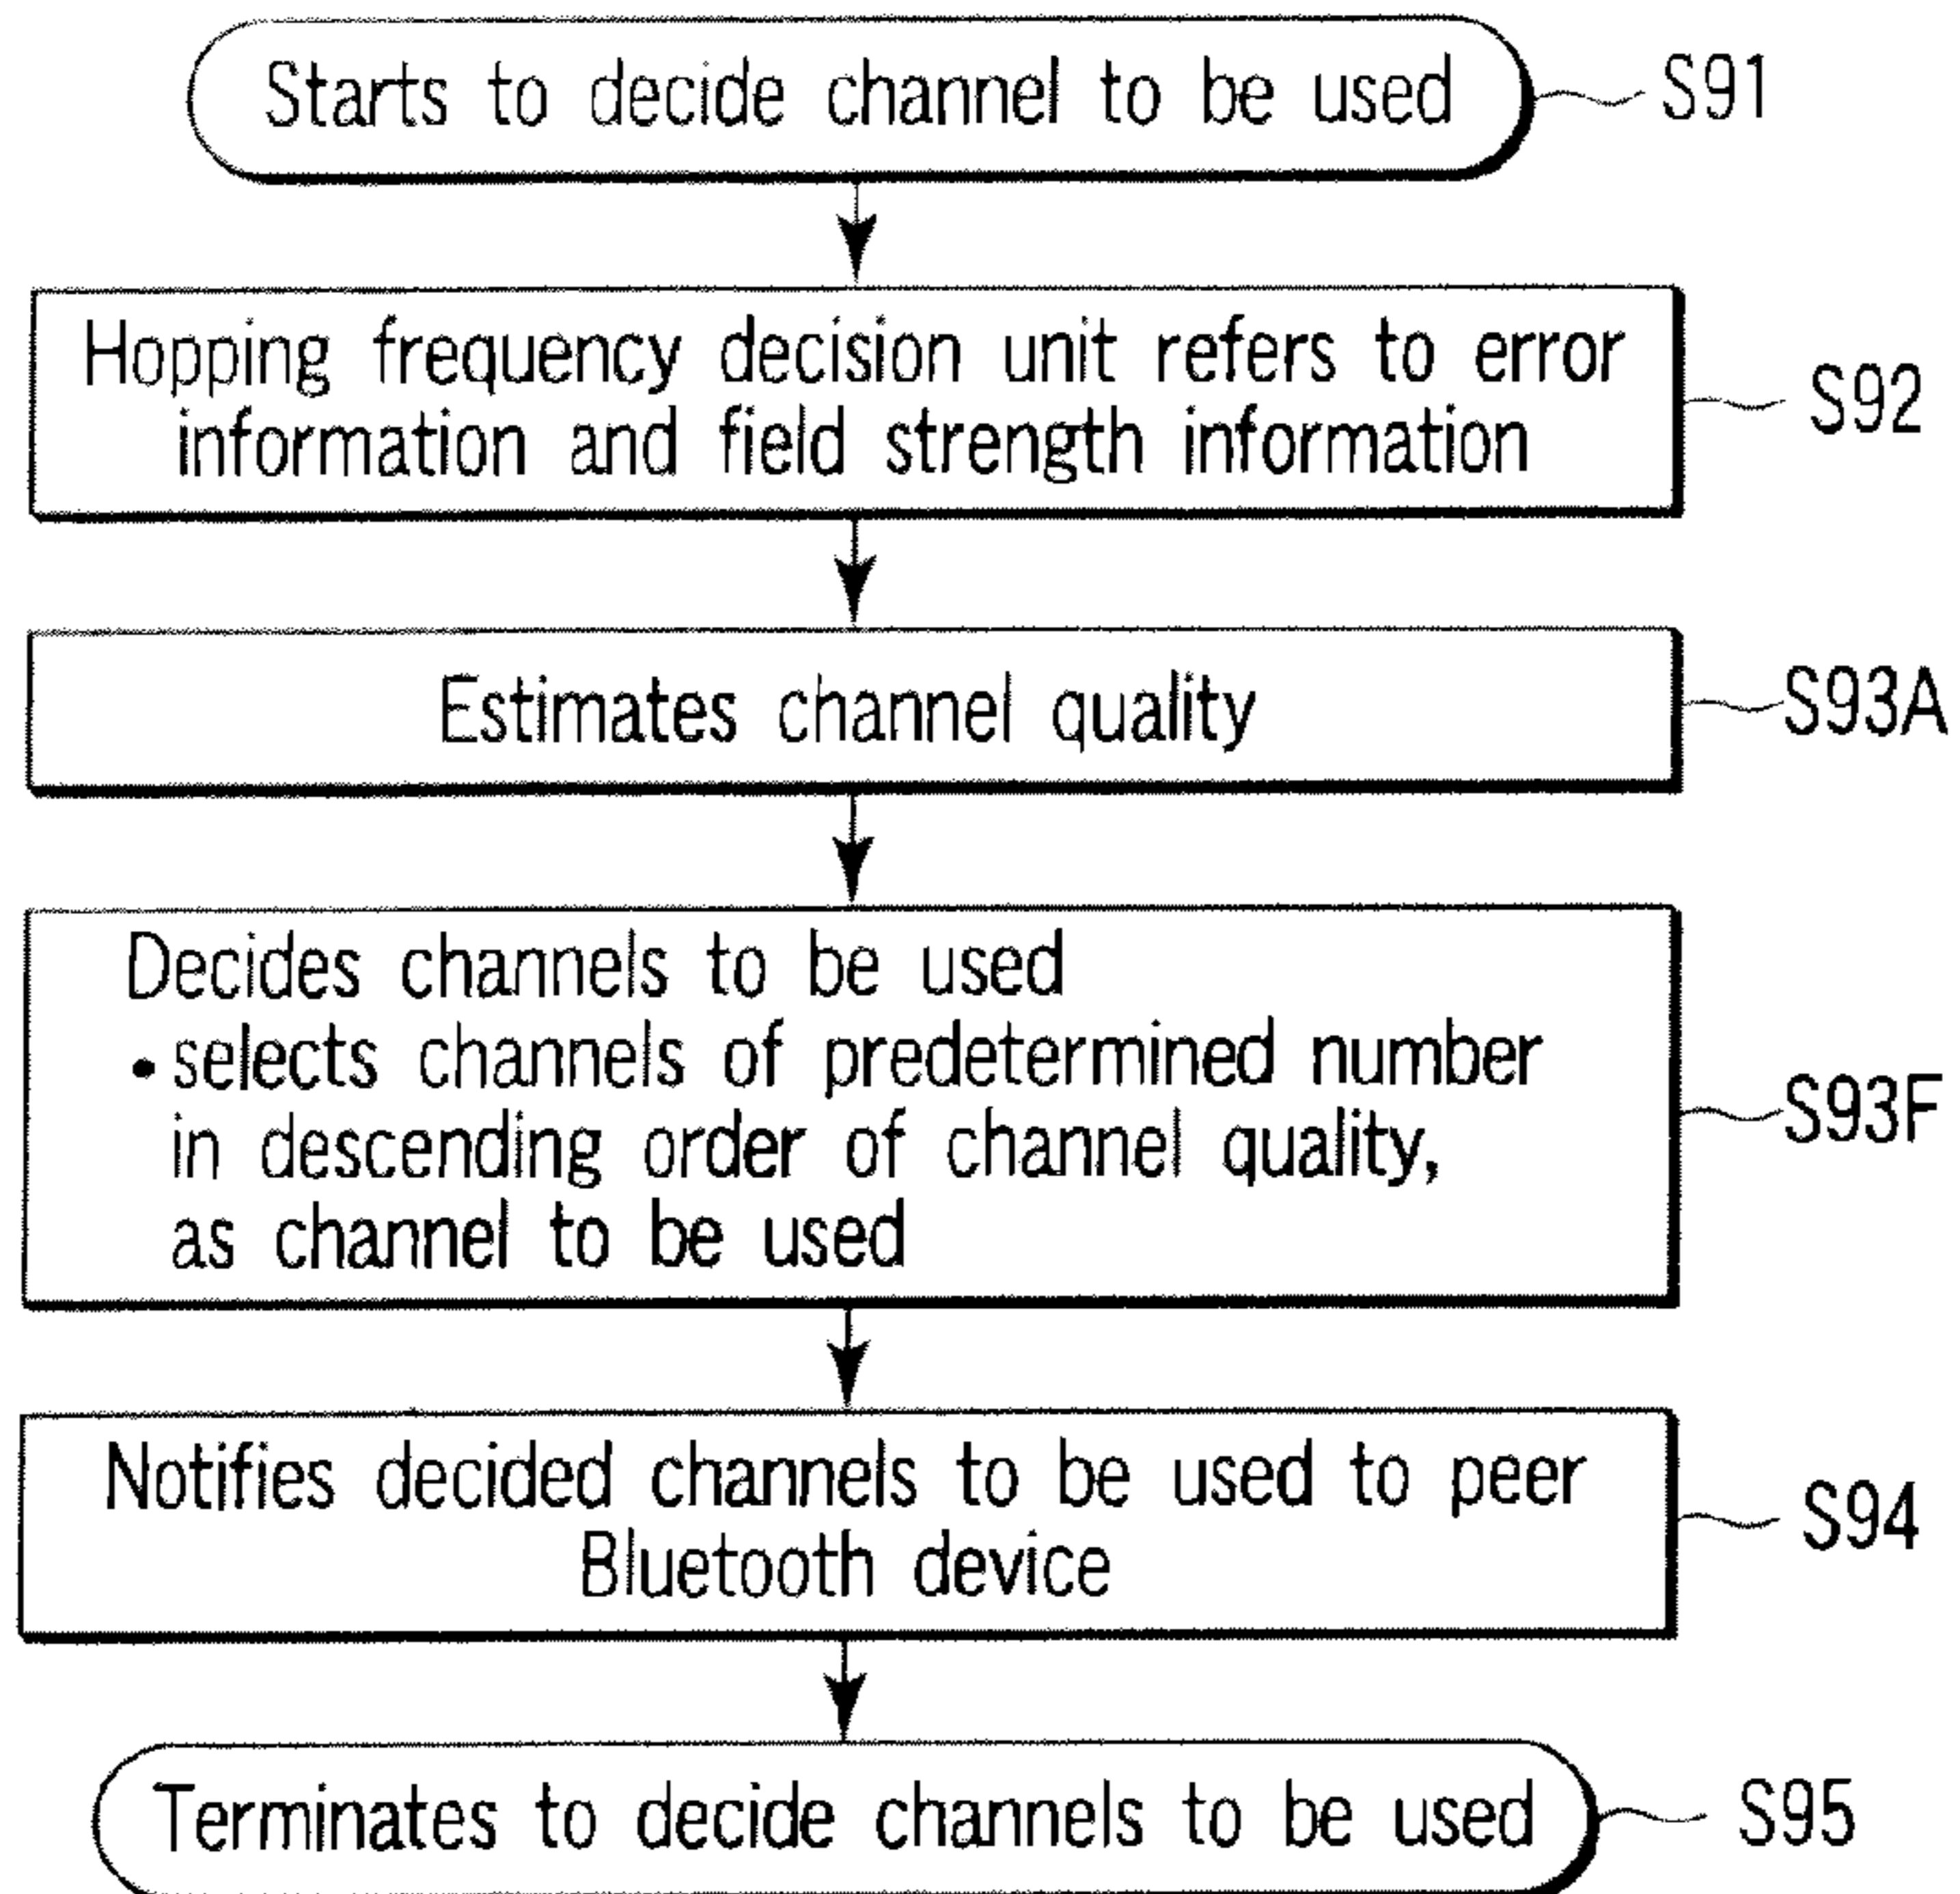 Starts to decide channel to be used
S91
Hopping frequency decision unit refers to error
information and field strength information
S92
Estimates channel quality
S93A
Decides channels to be used
• selects channels of predetermined number
in descending order of channel quality,
as channel to be used
S93F
Notifies decided channels to be used to peer
Bluetooth device
S94
Terminates to decide channels to be used
S95